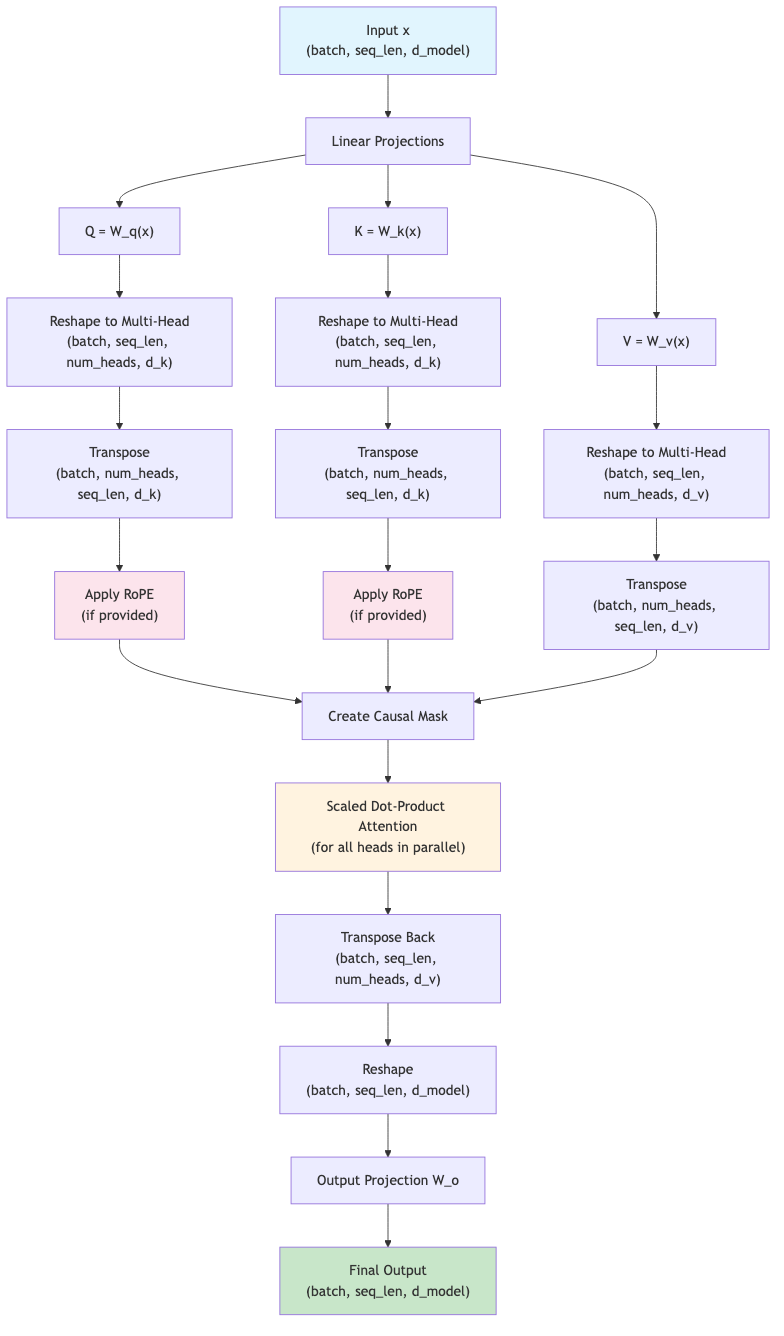 Input x
(batch, seq_len, d_model)
Linear Projections
Q = W_q(x)
K = W_k(x)
Reshape to Multi-Head
(batch, seq_len,
num_heads, d_k)
Reshape to Multi-Head
(batch, seq_len,
num_heads, d_k)
V = W_v(x)
Transpose
(batch, num_heads,
seq_len, d_k)
Transpose
(batch, num_heads,
seq_len, d_k)
Reshape to Multi-Head
(batch, seq_len,
num_heads, d_v)
Apply RoPE
(if provided)
Apply RoPE
(if provided)
Transpose
(batch, num_heads,
seq_len, d_v)
Create Causal Mask
Scaled Dot-Product
Attention
(for all heads in parallel)
Transpose Back
(batch, seq_len,
num_heads, d_v)
Reshape
(batch, seq_len, d_model)
Output Projection W_o
Final Output
(batch, seq_len, d_model)